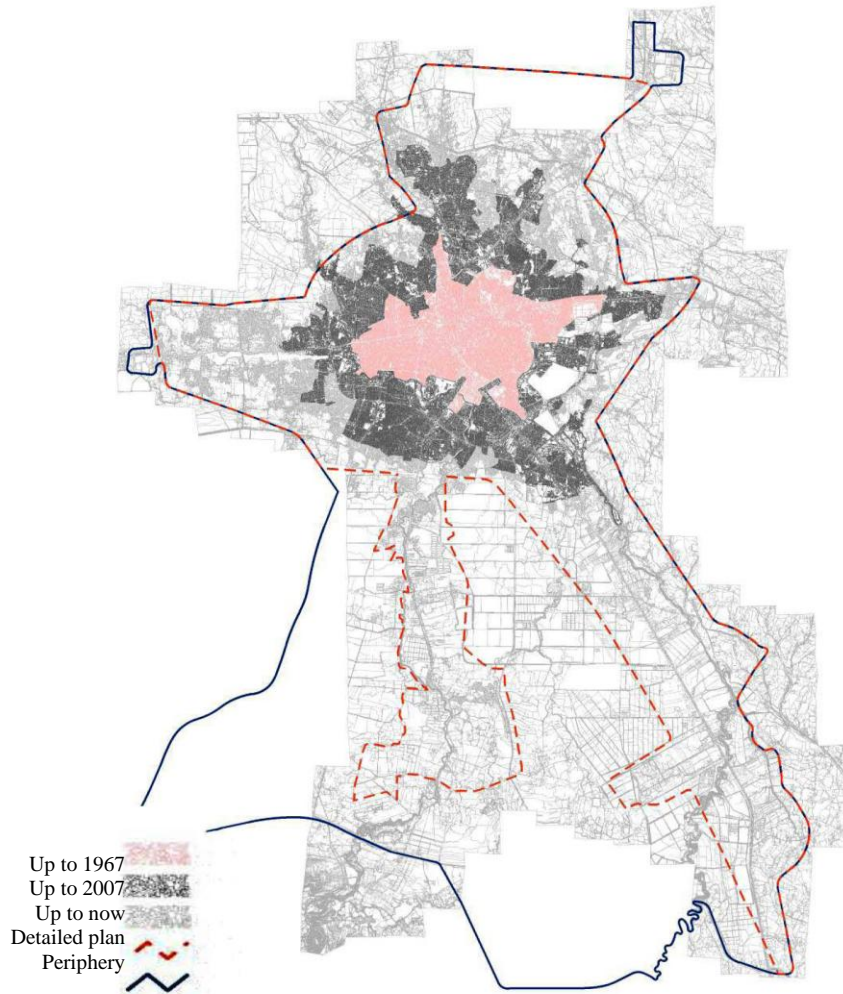 Up to 1967
Up to 2007
Up to now
Detailed plan
Periphery